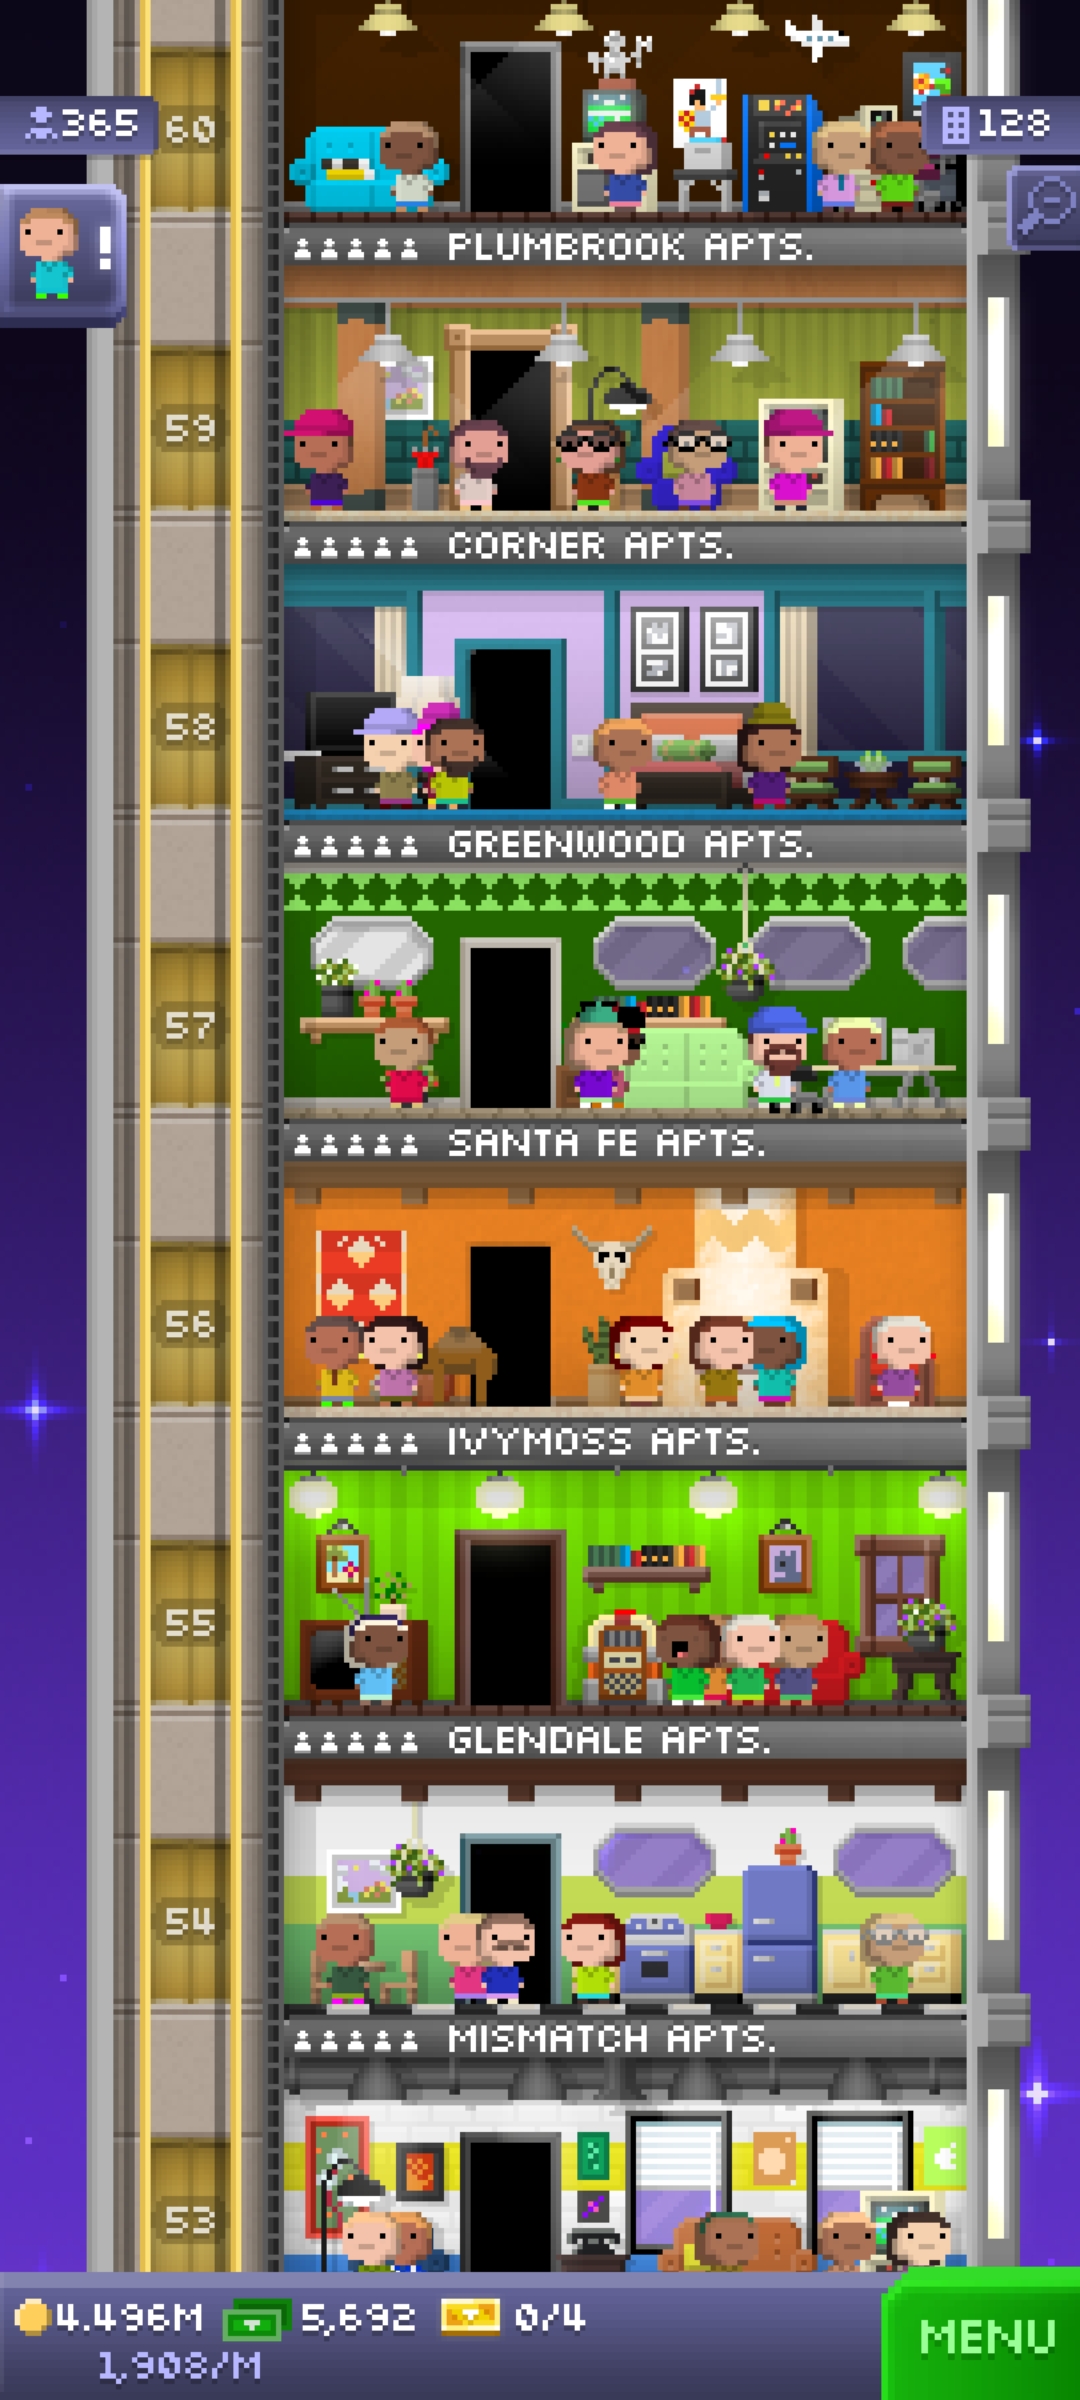 365
60
128
!
PLUMBROOK APTS.
59
CORNER APTS.
58
GREENWOOD APTS.
57
SANTA FE APTS.
56
IVYMOSS APTS.
55
GLENDALE APTS.
54
MISMATCH APTS.
53
4.496M 5,692 0/4
1,908/M
MENU